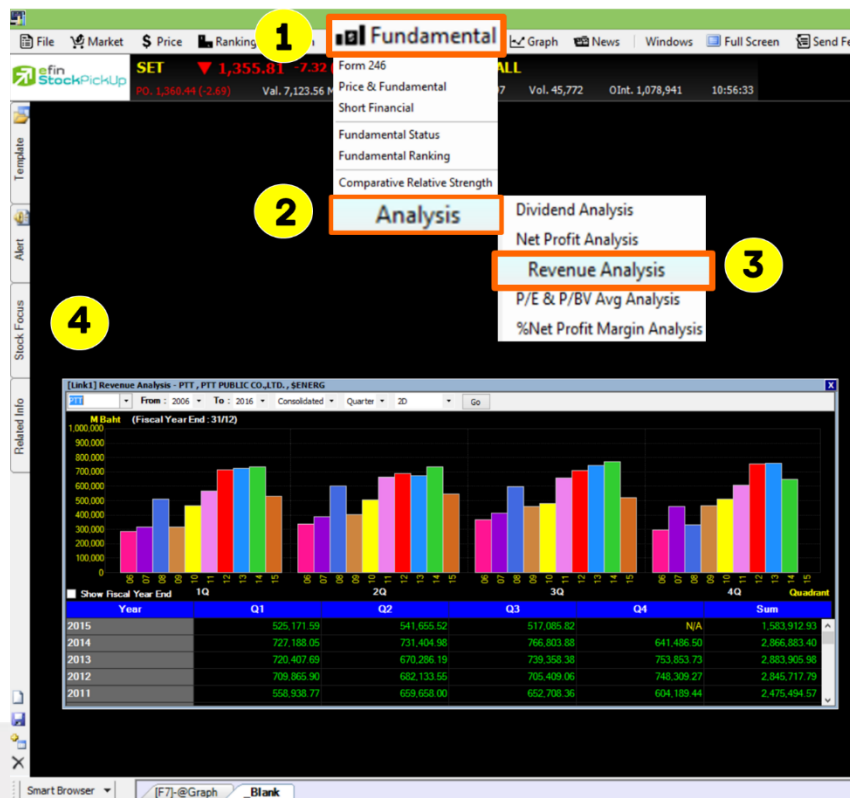 1
Fundamental
File Market $ Price Ranking Graph News Windows Full Screen Send Fe
efin
StockPickUp
SET ▼ 1,355.81 -7.32
PO. 1,360.44 (-2.69) Val. 7,123.56 M Vol. 45,772 OInt. 1,078,941 10:56:33
Form 246
Price & Fundamental
Short Financial
Fundamental Status
Fundamental Ranking
Comparative Relative Strength
2
Analysis
Dividend Analysis
Net Profit Analysis
Revenue Analysis
3
P/E & P/BV Avg Analysis
%Net Profit Margin Analysis
Template
Alert
Stock Focus
Related Info
4
[Link1] Revenue Analysis - PTT , PTT PUBLIC CO.,LTD. , $ENERG X
PTT From : 2006 To : 2016 Consolidated Quarter 2D Go
M Baht (Fiscal Year End : 31/12)
1,000,000
900,000
800,000
700,000
600,000
500,000
400,000
300,000
200,000
100,000
0
06 07 08 09 10 11 12 13 14 15 06 07 08 09 10 11 12 13 14 15 06 07 08 09 10 11 12 13 14 15 06 07 08 09 10 11 12 13 14 15
Show Fiscal Year End 1Q 2Q 3Q 4Q Quadrant
Year Q1 Q2 Q3 Q4 Sum
2015 525,171.59 541,655.52 517,085.82 N/A 1,583,912.93
2014 727,188.05 731,404.98 766,803.88 641,486.50 2,866,883.40
2013 720,407.69 670,286.19 739,358.38 753,853.73 2,883,905.98
2012 709,865.90 682,133.55 705,409.06 748,309.27 2,845,717.79
2011 558,938.77 659,658.00 652,708.36 604,189.44 2,475,494.57
Smart Browser [F7]-@Graph _Blank